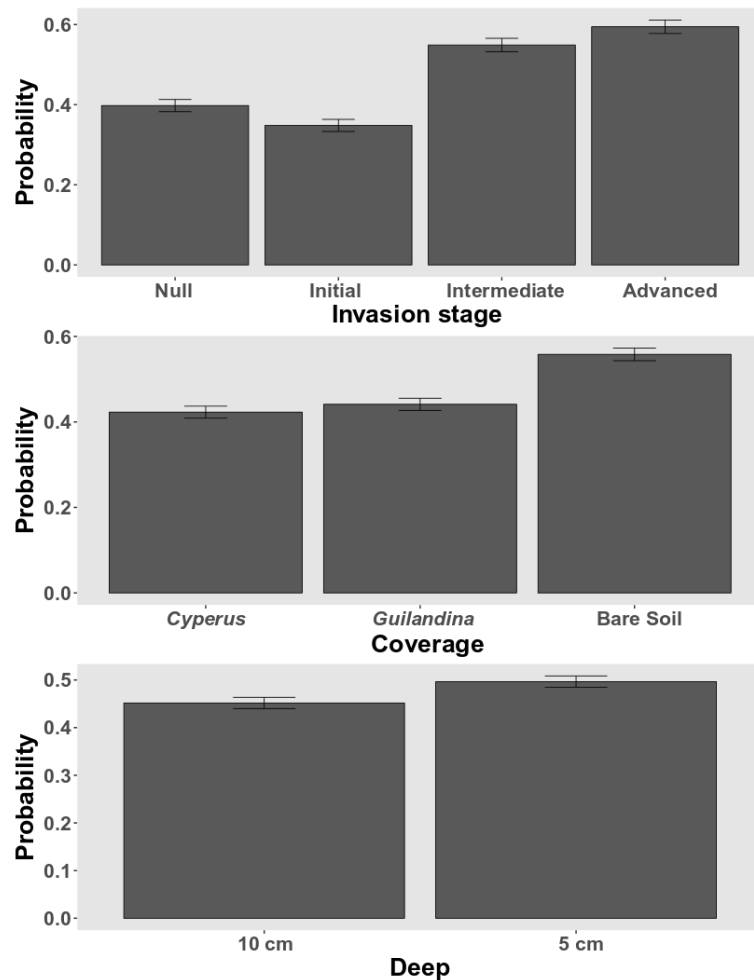 0.6
0.4
0.2
0.0
Probability
Null Initial Intermediate Advanced
Invasion stage
0.6
0.4
0.2
0.0
Probability
Cyperus Guilandina Bare Soil
Coverage
0.5
0.4
0.3
0.2
0.1
0.0
Probability
10 cm 5 cm
Deep